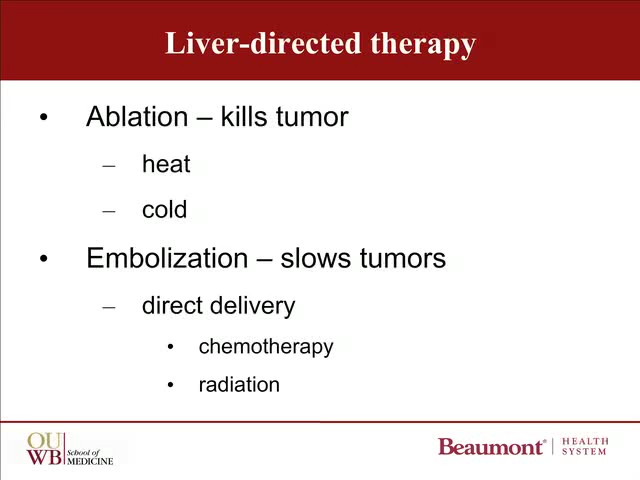 Liver-directed therapy
• Ablation – kills tumor
– heat
– cold
• Embolization – slows tumors
– direct delivery
• chemotherapy
• radiation
OU
WB School of MEDICINE
Beaumont® HEALTH SYSTEM